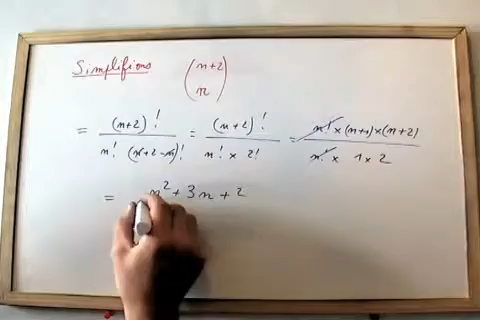 Simplifions (n+2 n)
= (n+2)! / n! (n+2-n)! = (n+2)! / n! × 2! = n! × (n+1) × (n+2) / n! × 1 × 2
= n² + 3n + 2